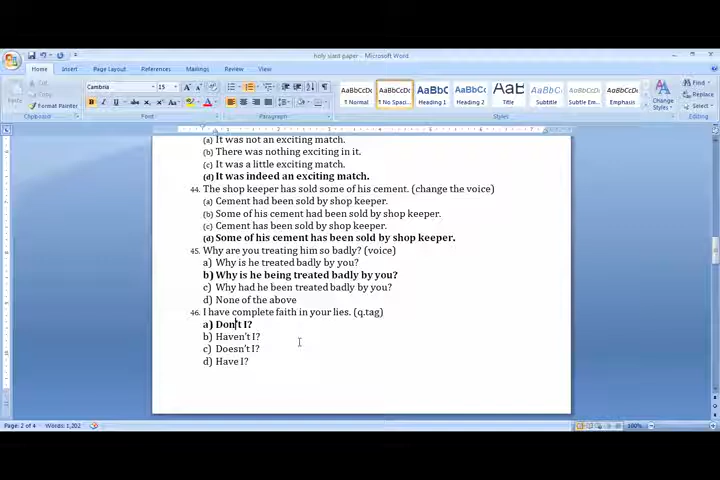 holy sjazd paper - Microsoft Word
Home Insert Page Layout References Mailings Review View
Cut
Copy
Format Painter
Paste
Clipboard
Cambria 15
Font
Paragraph
AaBbCcDc AaBbCcDc AaBbC AaBbCc AaB AaBbCc. AaBbCcDc AaBbCcDc
¶ Normal ¶ No Spaci... Heading 1 Heading 2 Title Subtitle Subtle Em... Emphasis
Change Styles
Styles
Find
Replace
Select
Editing
(a) It was not an exciting match.
(b) There was nothing exciting in it.
(c) It was a little exciting match.
(d) It was indeed an exciting match.
44. The shop keeper has sold some of his cement. (change the voice)
(a) Cement had been sold by shop keeper.
(b) Some of his cement had been sold by shop keeper.
(c) Cement has been sold by shop keeper.
(d) Some of his cement has been sold by shop keeper.
45. Why are you treating him so badly? (voice)
a) Why is he treated badly by you?
b) Why is he being treated badly by you?
c) Why had he been treated badly by you?
d) None of the above
46. I have complete faith in your lies. (q.tag)
a) Don't I?
b) Haven't I?
c) Doesn't I?
d) Have I?
Page: 2 of 4 Words: 1,202
100%